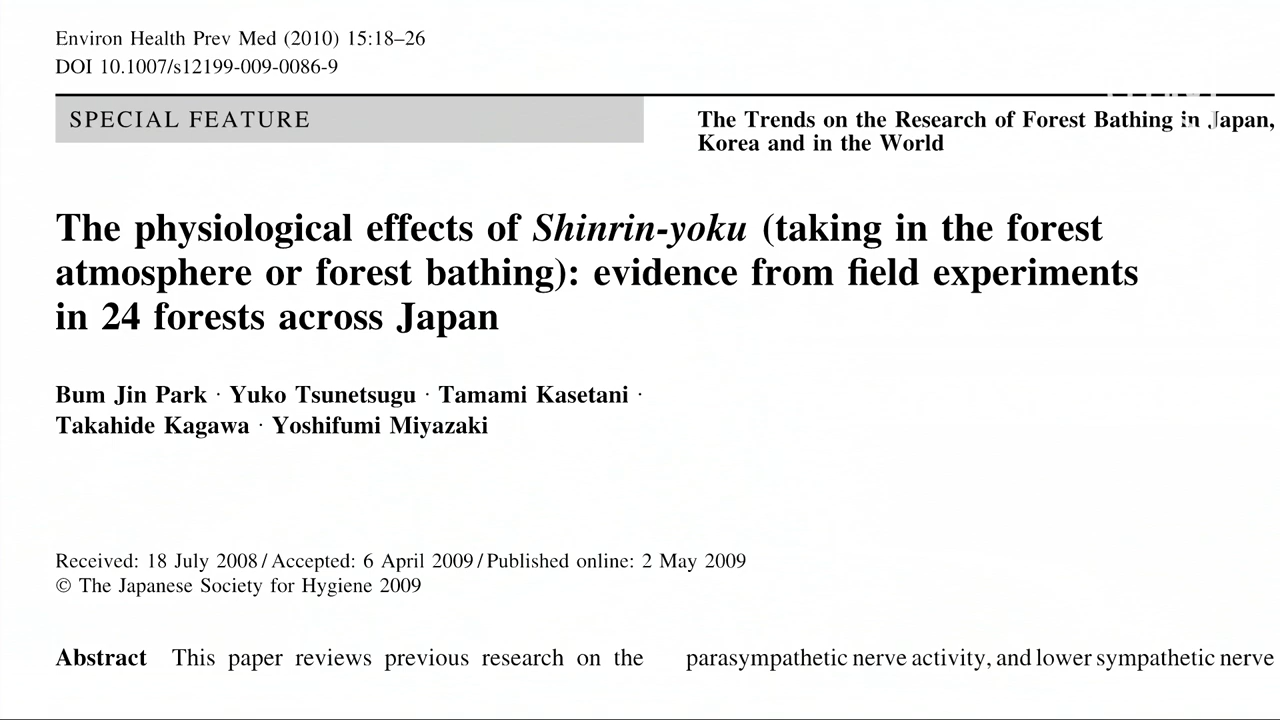 Environ Health Prev Med (2010) 15:18–26
DOI 10.1007/s12199-009-0086-9
SPECIAL FEATURE
The Trends on the Research of Forest Bathing in Japan,
Korea and in the World
The physiological effects of Shinrin-yoku (taking in the forest
atmosphere or forest bathing): evidence from field experiments
in 24 forests across Japan
Bum Jin Park · Yuko Tsunetsugu · Tamami Kasetani ·
Takahide Kagawa · Yoshifumi Miyazaki
Received: 18 July 2008 / Accepted: 6 April 2009 / Published online: 2 May 2009
© The Japanese Society for Hygiene 2009
Abstract This paper reviews previous research on the
parasympathetic nerve activity, and lower sympathetic nerve